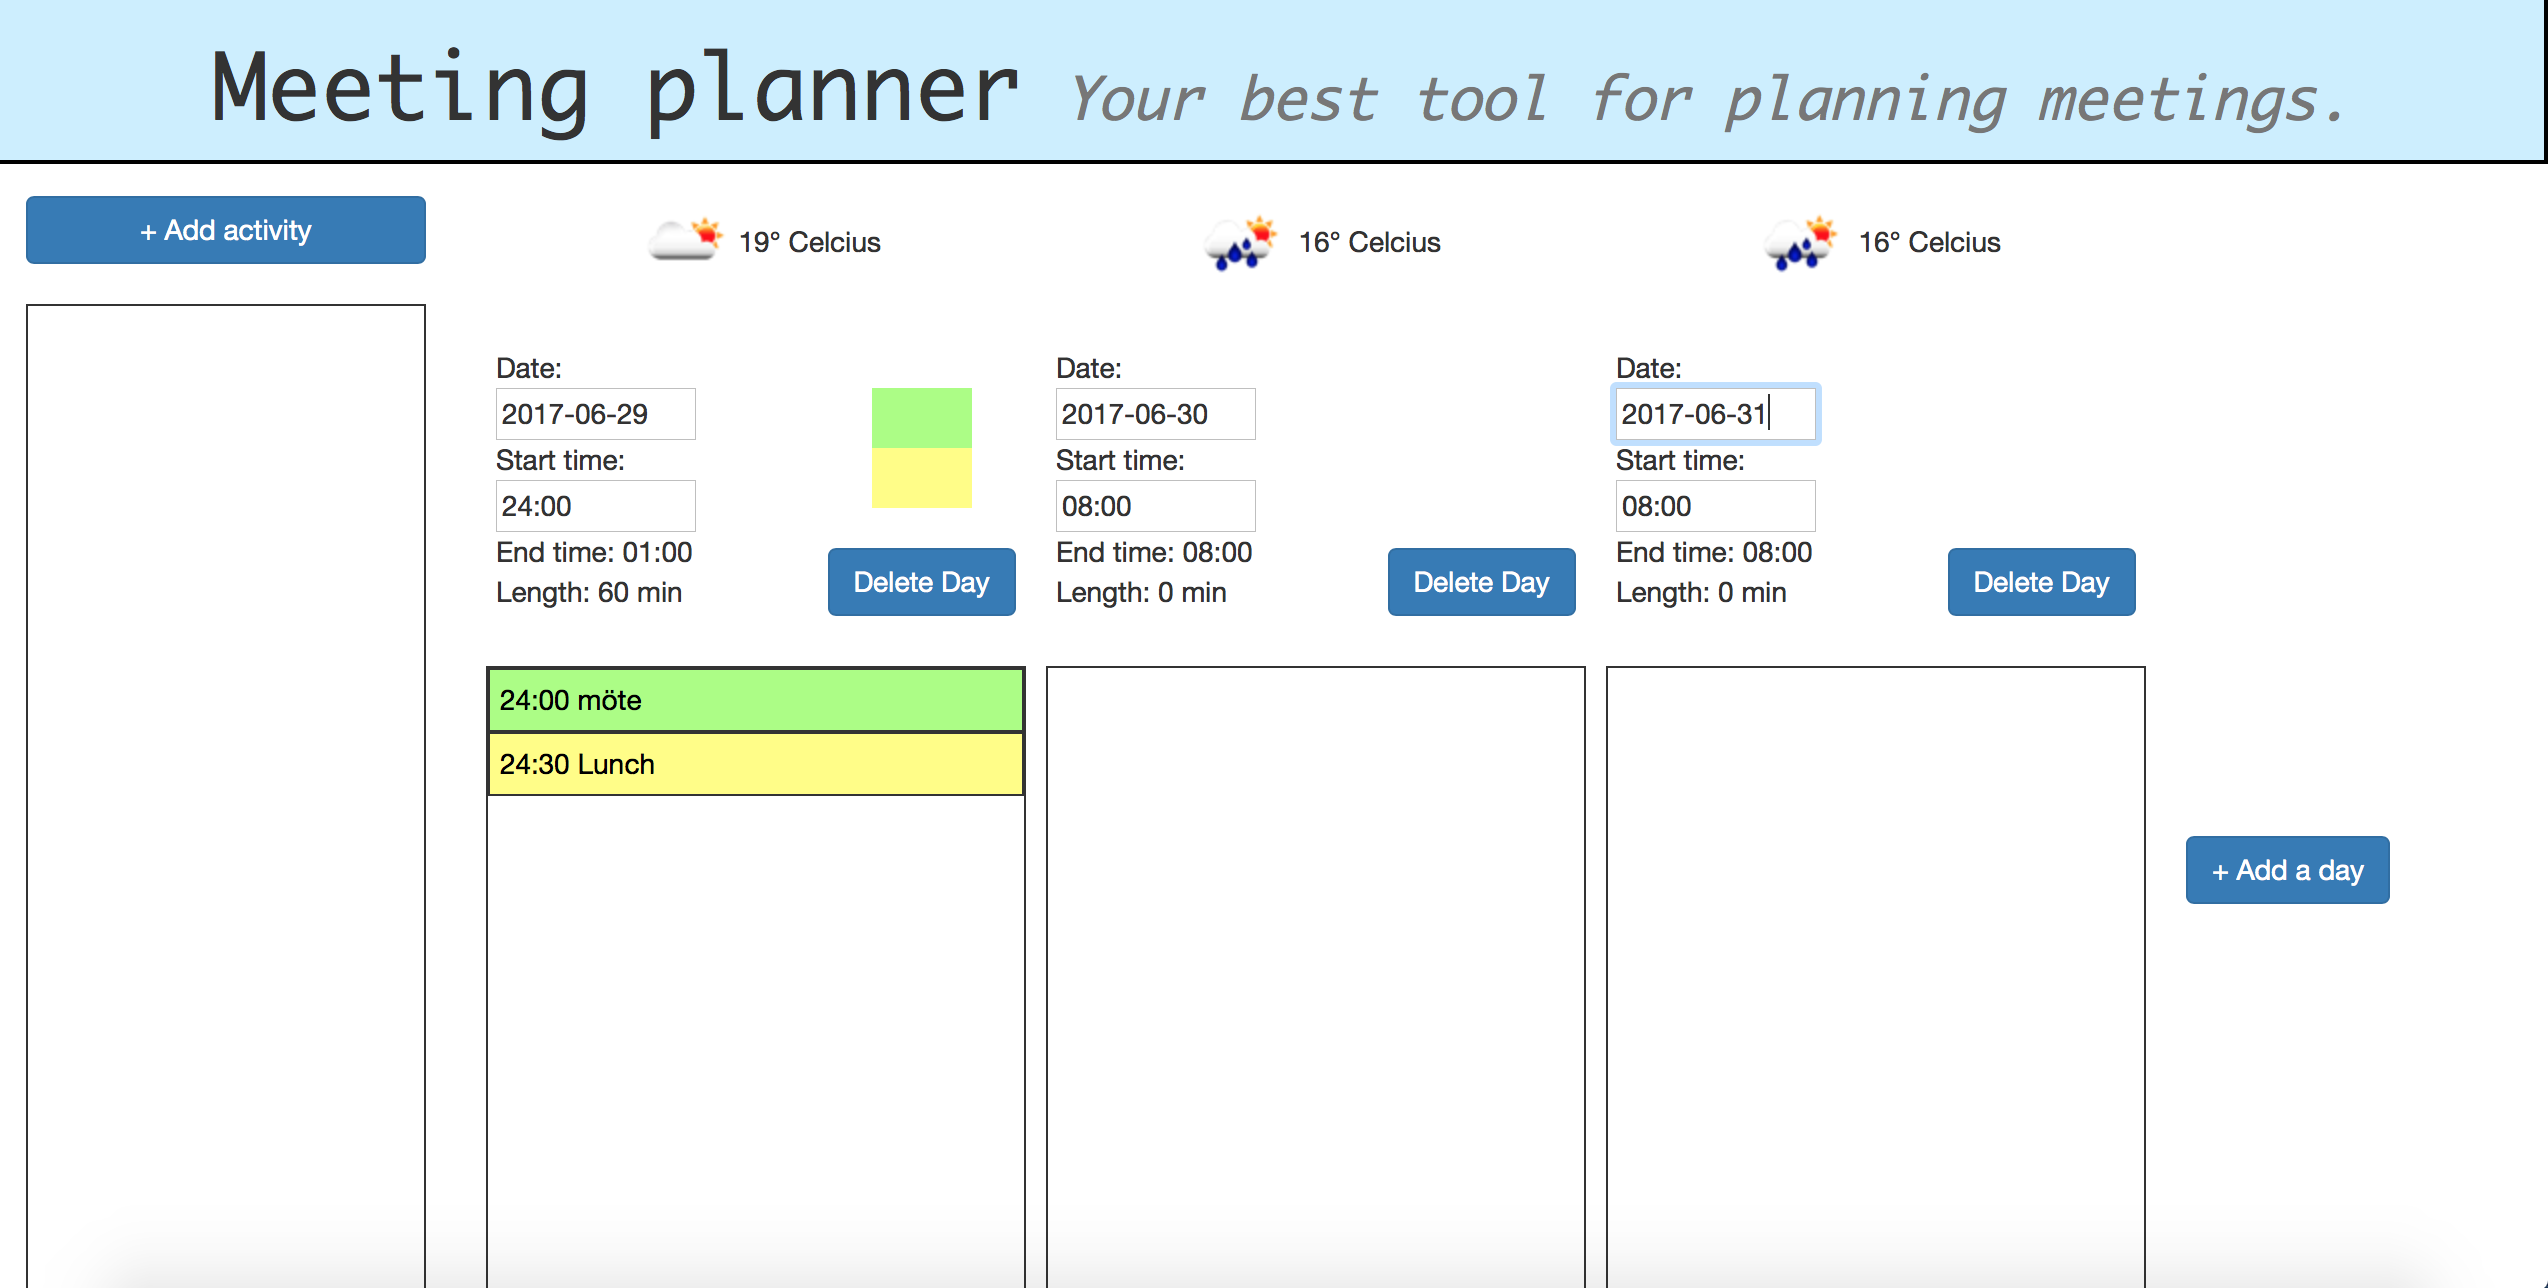 Meeting planner Your best tool for planning meetings.
+ Add activity
19° Celcius
16° Celcius
16° Celcius
Date:
2017-06-29
Start time:
24:00
End time: 01:00
Length: 60 min
Delete Day
24:00 möte
24:30 Lunch
Date:
2017-06-30
Start time:
08:00
End time: 08:00
Length: 0 min
Delete Day
Date:
2017-06-31
Start time:
08:00
End time: 08:00
Length: 0 min
Delete Day
+ Add a day